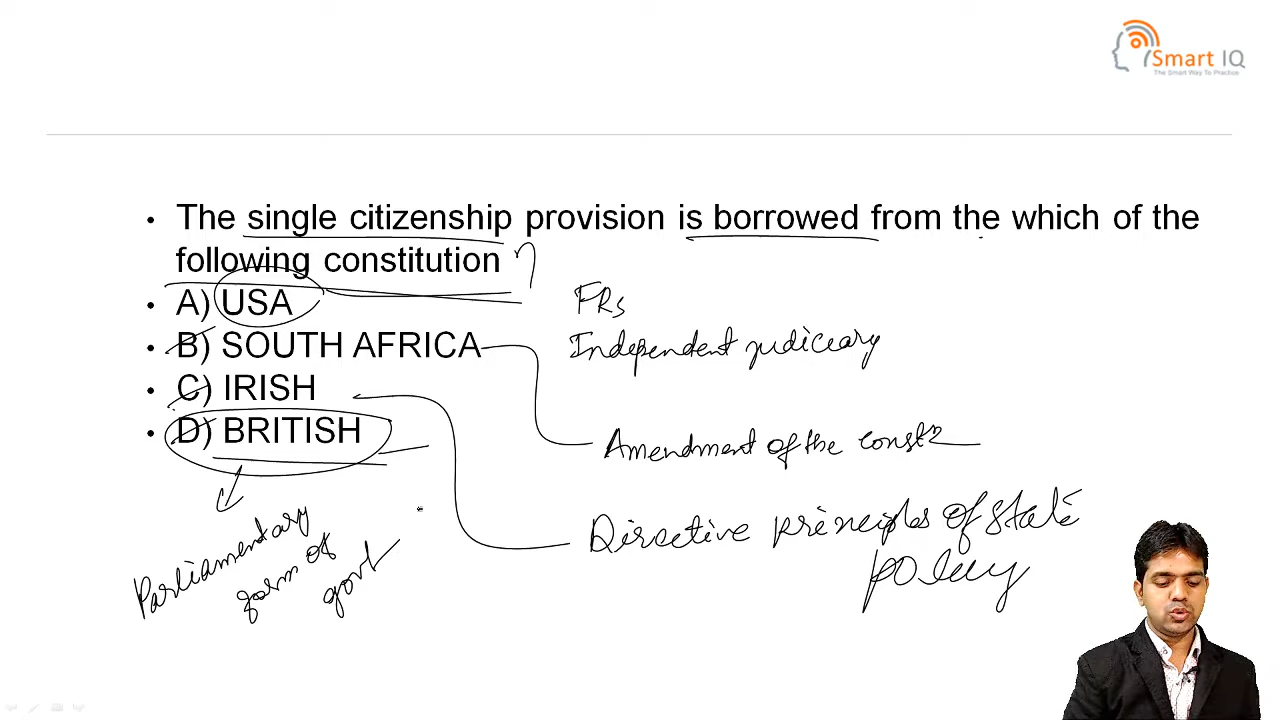 Smart IQ
The Smart Way To Practice
• The single citizenship provision is borrowed from the which of the
following constitution ?
• A) USA
FRs
• B) SOUTH AFRICA
Independent judiceary
• C) IRISH
• D) BRITISH
Amendment of the constn
Directive principles of state
policy
Parliamentary
form of
govt